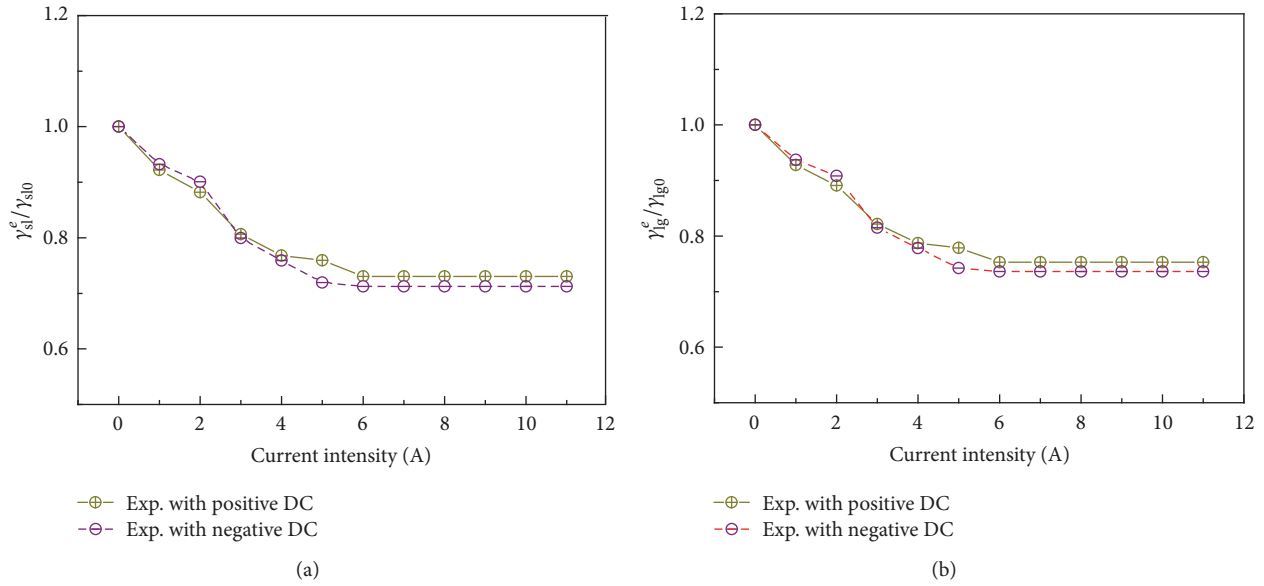 1.2
1.0
0.8
0.6
γ^e_sl/γ_sl0
0 2 4 6 8 10 12
Current intensity (A)
Exp. with positive DC
Exp. with negative DC
(a)
1.2
1.0
0.8
0.6
γ^e_lg/γ_lg0
0 2 4 6 8 10 12
Current intensity (A)
Exp. with positive DC
Exp. with negative DC
(b)